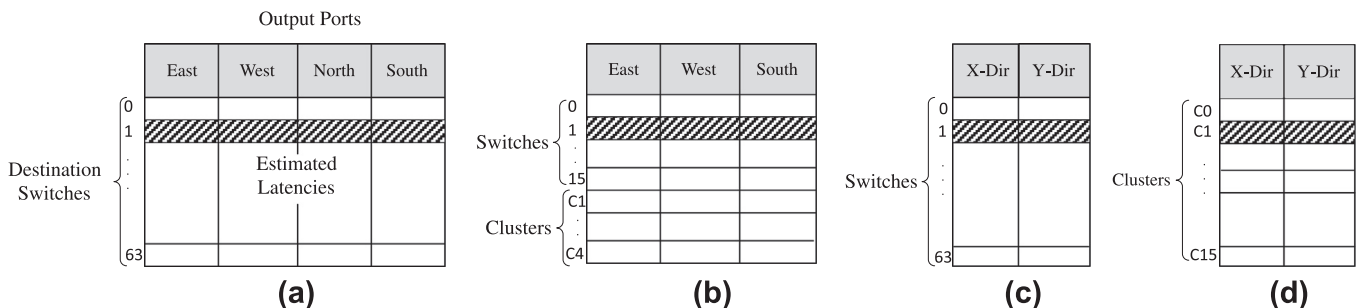 Output Ports
East West North South
Destination Switches
0
1
.
.
.
63
Estimated Latencies
(a)
East West South
Switches
0
1
.
.
.
15
Clusters
C1
.
.
C4
(b)
X-Dir Y-Dir
Switches
0
1
.
.
.
63
(c)
X-Dir Y-Dir
Clusters
C0
C1
.
.
.
C15
(d)